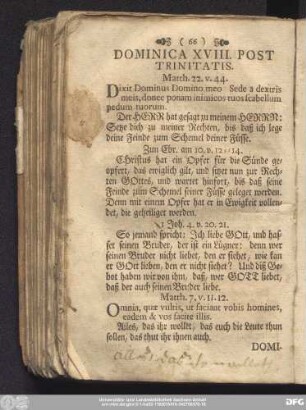 ( 68 )
DOMINICA XVIII. POST
TRINITATIS.
March. 22. v. 44.
Dixit Dominus Domino meo Sede a dextris
meis, donec ponam inimicos tuos scabellum
pedum tuorum.
Der HERR hat gesagt zu meinem HERRN:
Setze dich zu meiner Rechten, bis daß ich lege
deine Feinde zum Schemel deiner Füsse.
Zun Ebr. am 10. v. 12. 14.
Christus hat ein Opfer für die Sünde ge-
opfert, das ewiglich gilt, und sitzt nun zur Rech-
ten GOttes, und wartet hinfort, bis daß seine
Feinde zum Schemel seiner Füsse geleget werden.
Denn mit einem Opfer hat er in Ewigkeit vollen-
det, die geheiliget werden.
1 Joh. 4. v. 20. 21.
So jemand spricht: Ich liebe GOtt, und has-
set seinen Bruder, der ist ein Lügner: denn wer
seinen Bruder nicht liebet, den er siehet, wie kan
er GOtt lieben, den er nicht siehet? Und diß Ge-
bot haben wir von ihm, daß, wer GOTT liebet,
daß der auch seinen Bruder liebe.
Match. 7. v. 11. 12.
Omnia, quæ vultis, ut faciant vobis homines,
eadem & vos facite illis.
Alles, das ihr wollet, das euch die Leute thun
sollen, das thut ihr ihnen auch.
DOMI-